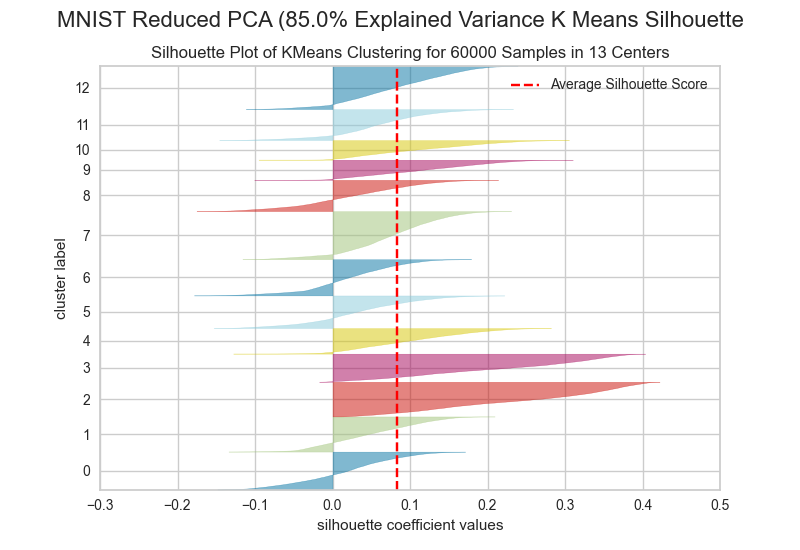 MNIST Reduced PCA (85.0% Explained Variance K Means Silhouette
Silhouette Plot of KMeans Clustering for 60000 Samples in 13 Centers
Average Silhouette Score
cluster label
12
11
10
9
8
7
6
5
4
3
2
1
0
−0.3 −0.2 −0.1 0.0 0.1 0.2 0.3 0.4 0.5
silhouette coefficient values